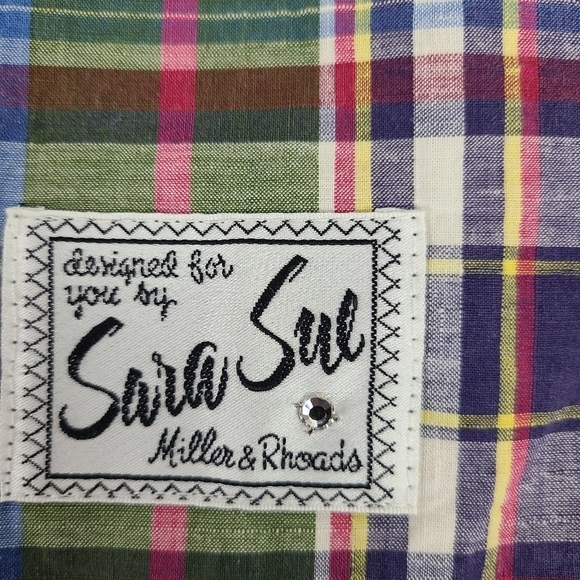 designed for
you by
Sara Sue
Miller & Rhoads